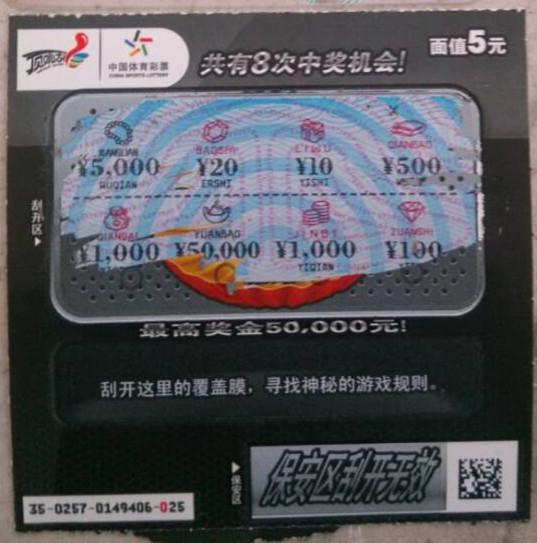 顶呱刮
中国体育彩票
CHINA SPORTS LOTTERY
共有8次中奖机会!
面值5元
刮开区
XIANGLIAN BAOSHI LIWU QIANBAO
¥5,000 ¥20 ¥10 ¥500
WUQIAN ERSHI YISHI
QIANDAI YUANBAO JINBI ZUANSHI
¥1,000 ¥50,000 ¥1,000 ¥100
YIQIAN
最高奖金50,000元!
刮开这里的覆盖膜，寻找神秘的游戏规则。
保安区
保安区刮开无效
35-0257-0149406-025